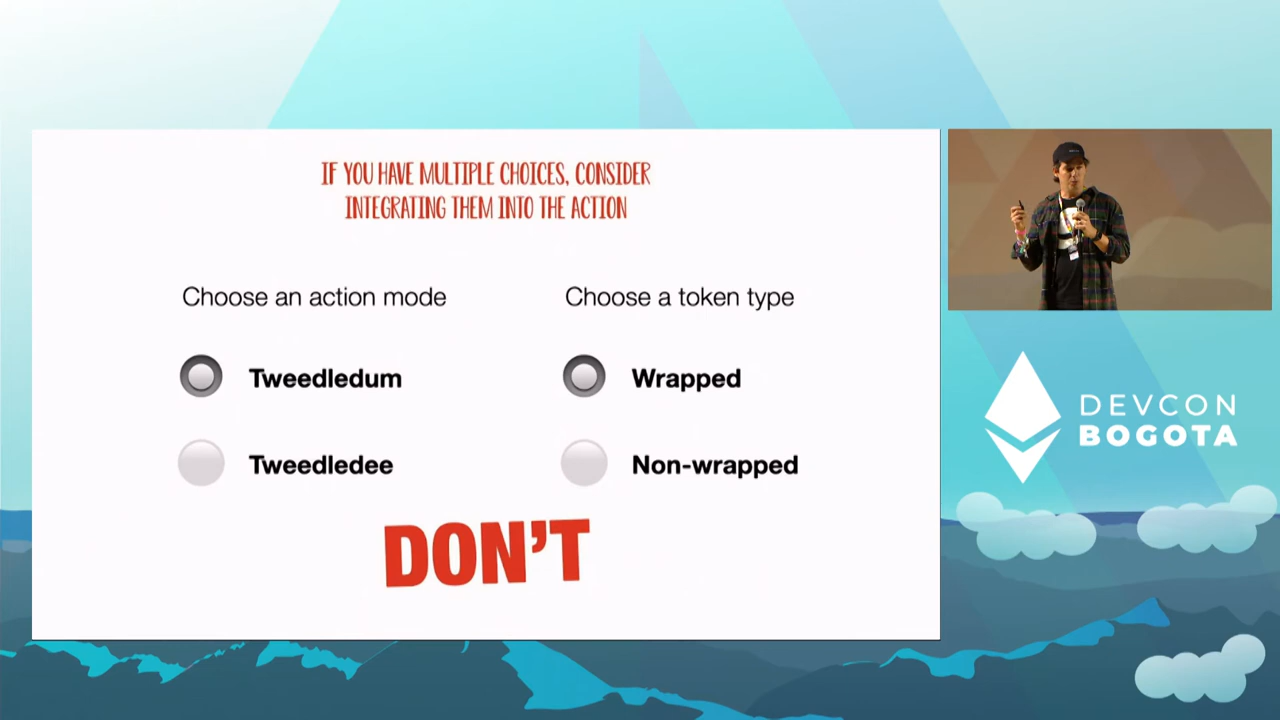 IF YOU HAVE MULTIPLE CHOICES, CONSIDER
INTEGRATING THEM INTO THE ACTION
Choose an action mode
Tweedledum
Tweedledee
Choose a token type
Wrapped
Non-wrapped
DON'T
DEVCON
BOGOTA